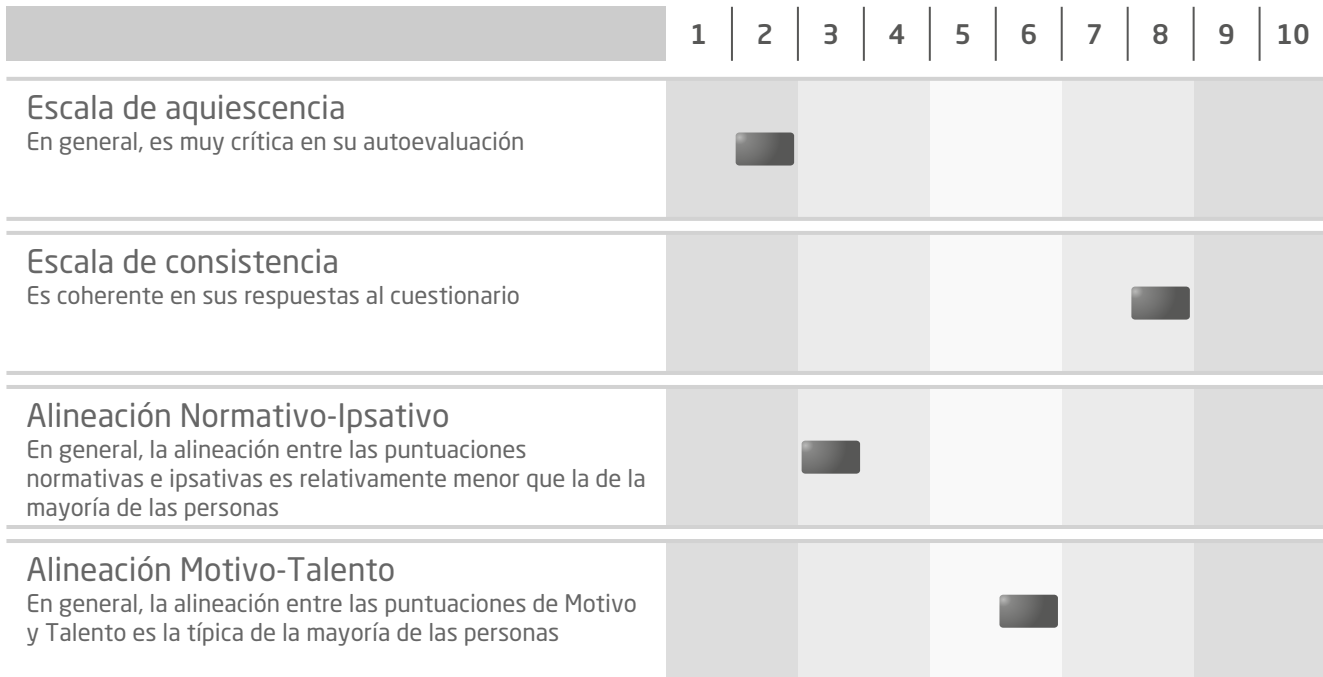 1 2 3 4 5 6 7 8 9 10
Escala de aquiescencia
En general, es muy crítica en su autoevaluación
Escala de consistencia
Es coherente en sus respuestas al cuestionario
Alineación Normativo-Ipsativo
En general, la alineación entre las puntuaciones
normativas e ipsativas es relativamente menor que la de la
mayoría de las personas
Alineación Motivo-Talento
En general, la alineación entre las puntuaciones de Motivo
y Talento es la típica de la mayoría de las personas